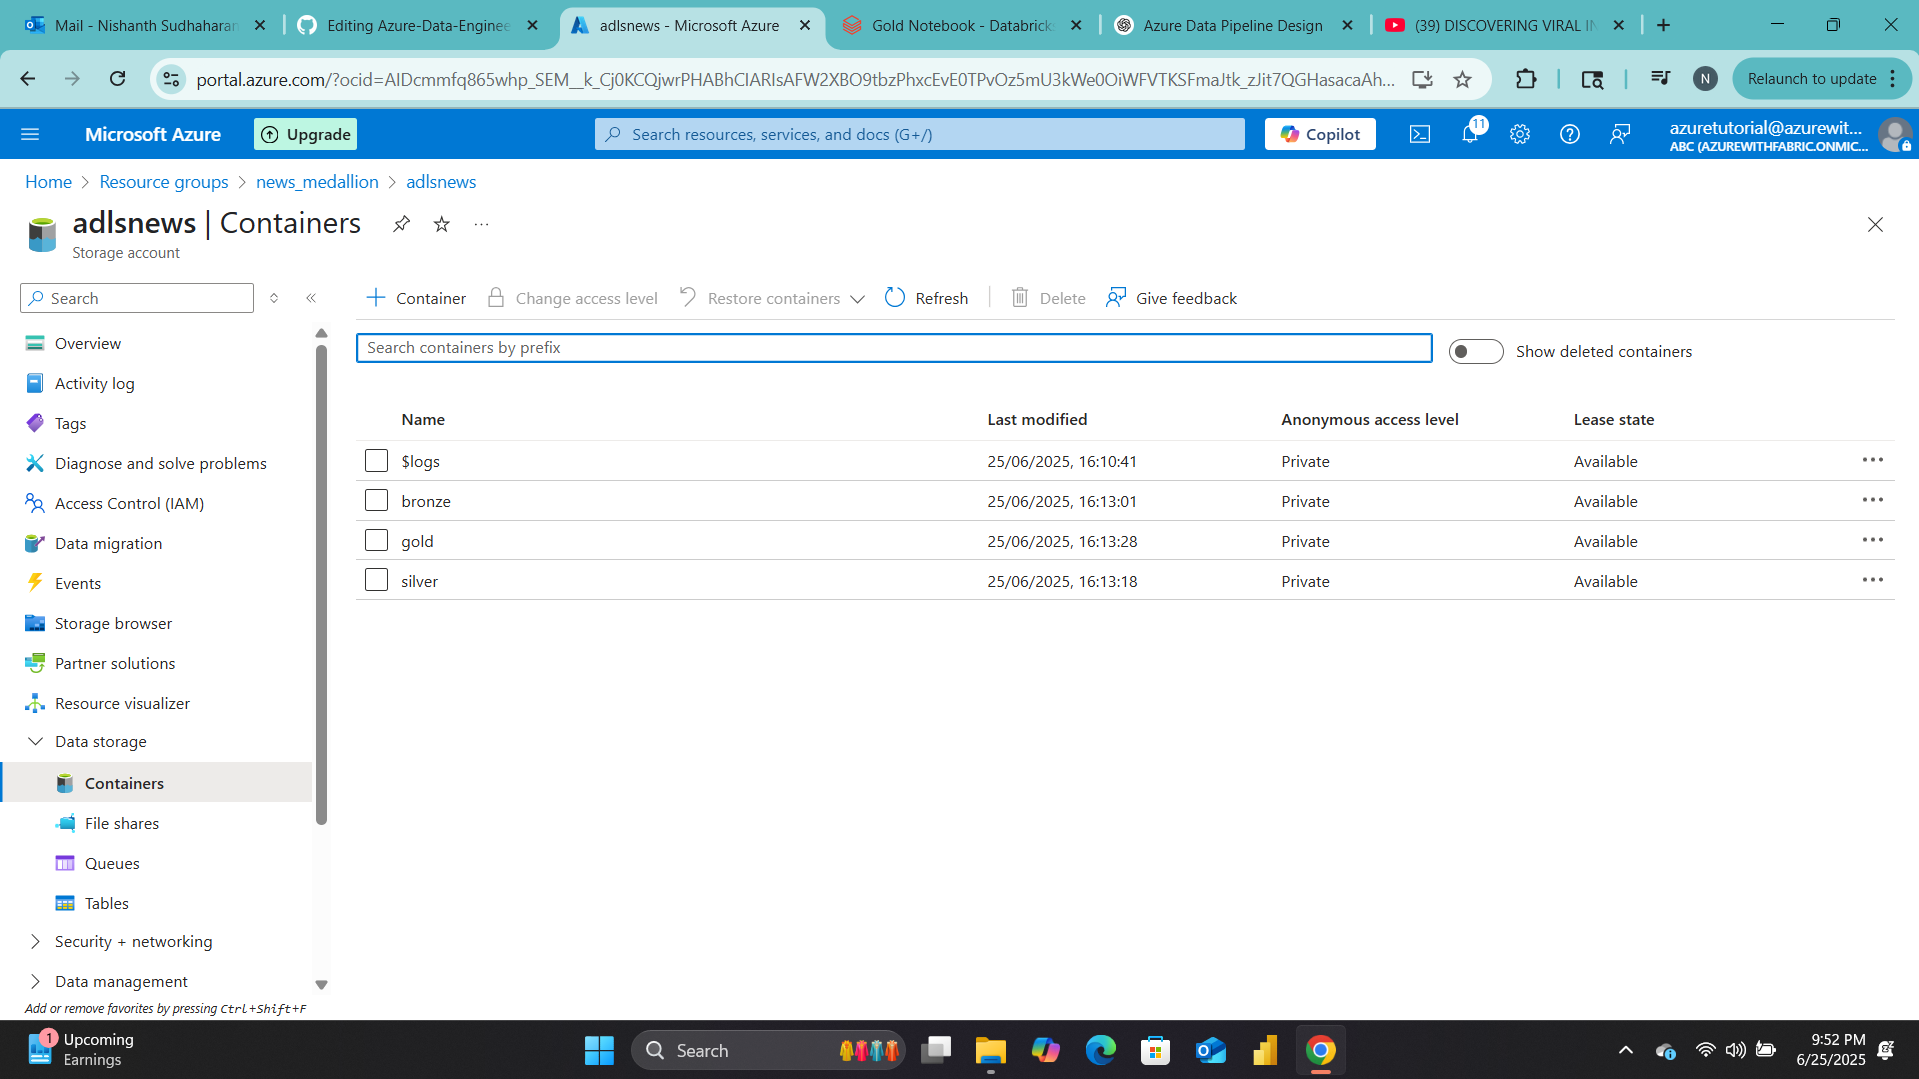 Mail - Nishanth Sudhaharan
Editing Azure-Data-Enginee
adlsnews - Microsoft Azure
Gold Notebook - Databricks
Azure Data Pipeline Design
(39) DISCOVERING VIRAL IN
portal.azure.com/?ocid=AIDcmmfq865whp_SEM__k_Cj0KCQjwrPHABhCIARIsAFW2XBO9tbzPhxcEvE0TPvOz5mU3kWe0OiWFVTKSFmaJtk_zJit7QGHasacaAh...
N
Relaunch to update
Microsoft Azure
Upgrade
Search resources, services, and docs (G+/)
Copilot
11
azuretutorial@azurewit...
ABC (AZUREWITHFABRIC.ONMIC...
Home > Resource groups > news_medallion > adlsnews
adlsnews | Containers
Storage account
Search
Container
Change access level
Restore containers
Refresh
Delete
Give feedback
Search containers by prefix
Show deleted containers
Overview
Activity log
Tags
Diagnose and solve problems
Access Control (IAM)
Data migration
Events
Storage browser
Partner solutions
Resource visualizer
Data storage
Containers
File shares
Queues
Tables
Security + networking
Data management
Add or remove favorites by pressing Ctrl+Shift+F
Name Last modified Anonymous access level Lease state
$logs 25/06/2025, 16:10:41 Private Available
bronze 25/06/2025, 16:13:01 Private Available
gold 25/06/2025, 16:13:28 Private Available
silver 25/06/2025, 16:13:18 Private Available
1
Upcoming
Earnings
Search
9:52 PM
6/25/2025